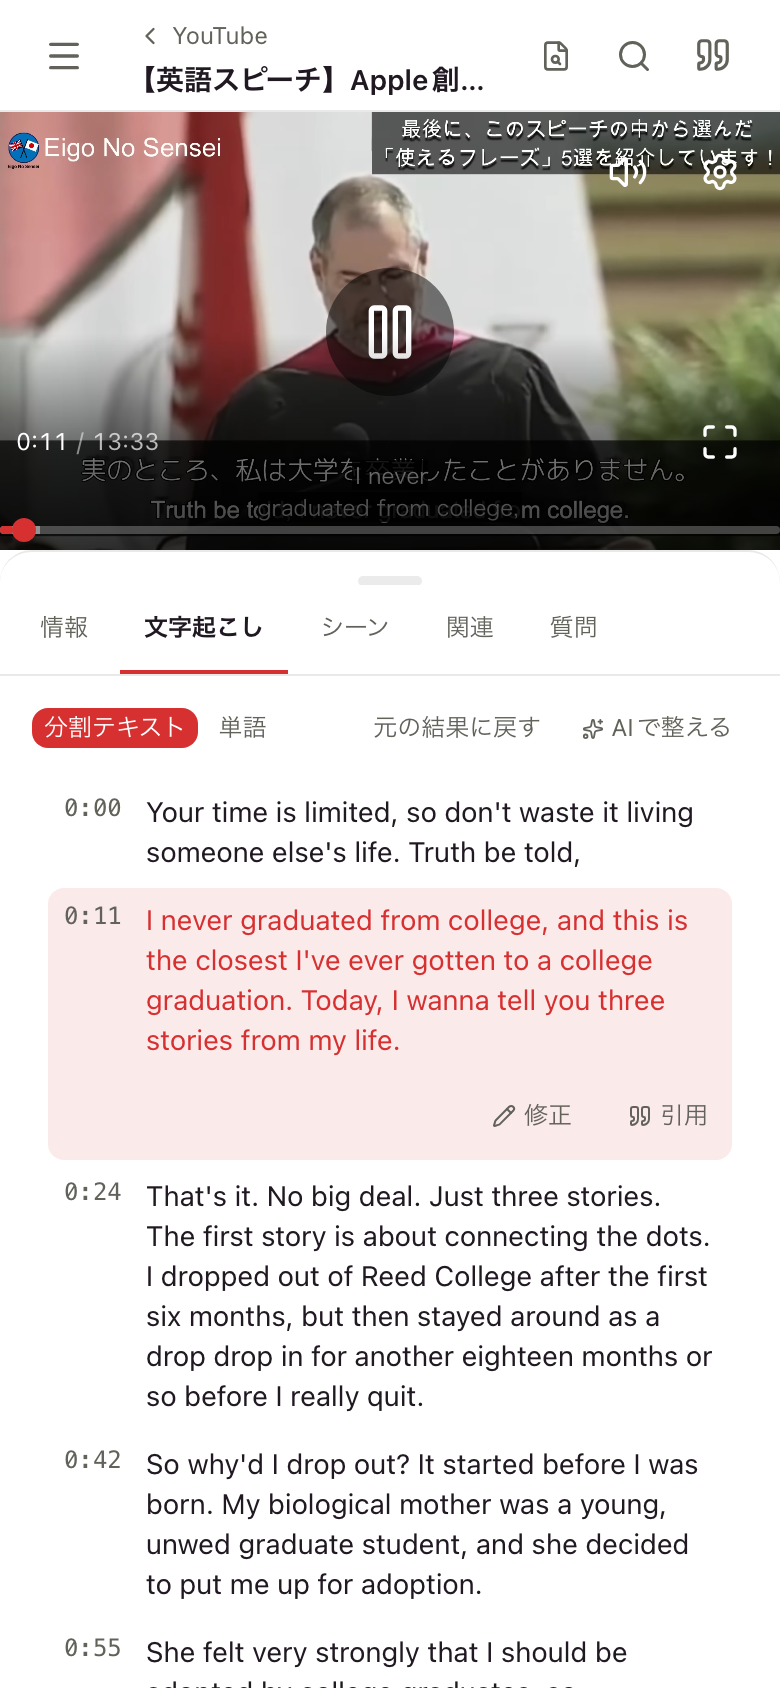 YouTube
【英語スピーチ】Apple創...
Eigo No Sensei
Eigo No Sensei
最後に、このスピーチの中から選んだ
「使えるフレーズ」5選を紹介しています！
0:11 / 13:33
実のところ、私は大学を卒業したことがありません。
I never
Truth be
graduated from college,
m college.
情報
文字起こし
シーン
関連
質問
分割テキスト
単語
元の結果に戻す
AIで整える
0:00
Your time is limited, so don't waste it living
someone else's life. Truth be told,
0:11
I never graduated from college, and this is
the closest I've ever gotten to a college
graduation. Today, I wanna tell you three
stories from my life.
修正
引用
0:24
That's it. No big deal. Just three stories.
The first story is about connecting the dots.
I dropped out of Reed College after the first
six months, but then stayed around as a
drop drop in for another eighteen months or
so before I really quit.
0:42
So why'd I drop out? It started before I was
born. My biological mother was a young,
unwed graduate student, and she decided
to put me up for adoption.
0:55
She felt very strongly that I should be